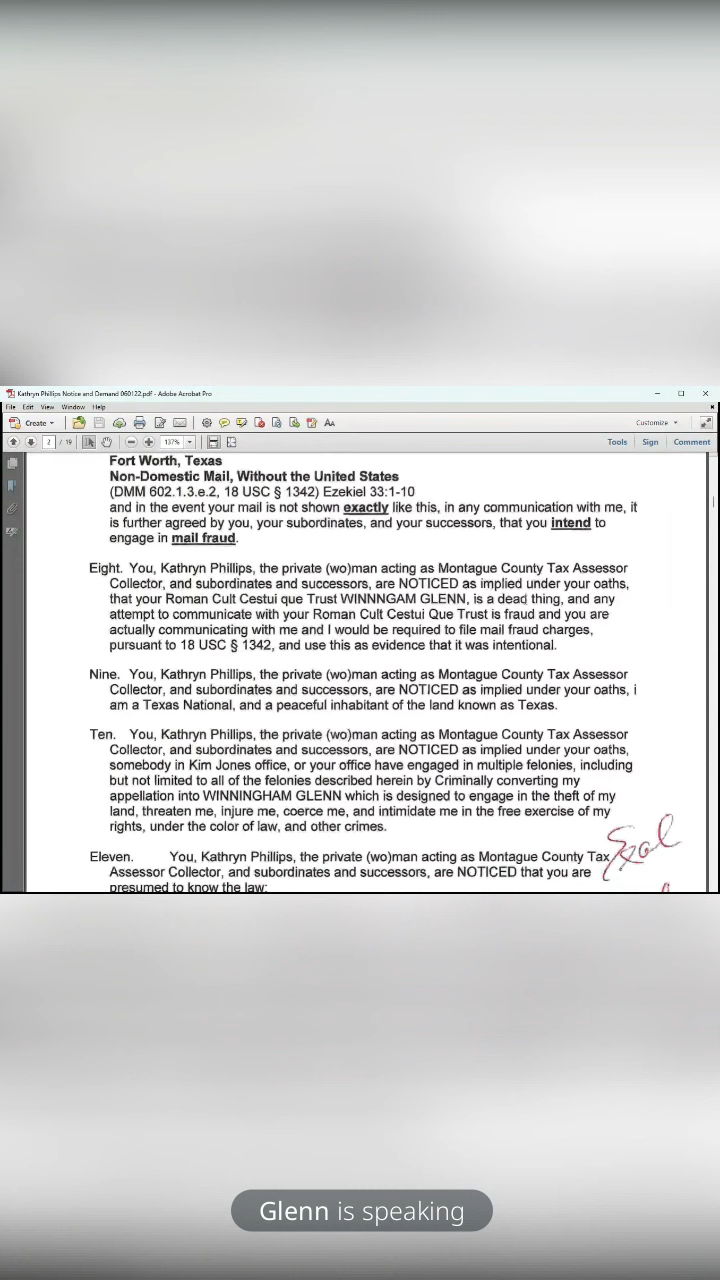 Kathryn Phillips Notice and Demand 060122.pdf - Adobe Acrobat Pro
File Edit View Window Help
Create
Customize
2 / 19
137%
Tools Sign Comment
Fort Worth, Texas
Non-Domestic Mail, Without the United States
(DMM 602.1.3.e.2, 18 USC § 1342) Ezekiel 33:1-10
and in the event your mail is not shown exactly like this, in any communication with me, it
is further agreed by you, your subordinates, and your successors, that you intend to
engage in mail fraud.
Eight. You, Kathryn Phillips, the private (wo)man acting as Montague County Tax Assessor
Collector, and subordinates and successors, are NOTICED as implied under your oaths,
that your Roman Cult Cestui que Trust WINNNGAM GLENN, is a dead thing, and any
attempt to communicate with your Roman Cult Cestui Que Trust is fraud and you are
actually communicating with me and I would be required to file mail fraud charges,
pursuant to 18 USC § 1342, and use this as evidence that it was intentional.
Nine. You, Kathryn Phillips, the private (wo)man acting as Montague County Tax Assessor
Collector, and subordinates and successors, are NOTICED as implied under your oaths, i
am a Texas National, and a peaceful inhabitant of the land known as Texas.
Ten. You, Kathryn Phillips, the private (wo)man acting as Montague County Tax Assessor
Collector, and subordinates and successors, are NOTICED as implied under your oaths,
somebody in Kim Jones office, or your office have engaged in multiple felonies, including
but not limited to all of the felonies described herein by Criminally converting my
appellation into WINNINGHAM GLENN which is designed to engage in the theft of my
land, threaten me, injure me, coerce me, and intimidate me in the free exercise of my
rights, under the color of law, and other crimes.
Seal
Eleven. You, Kathryn Phillips, the private (wo)man acting as Montague County Tax
Assessor Collector, and subordinates and successors, are NOTICED that you are
presumed to know the law:
Glenn is speaking